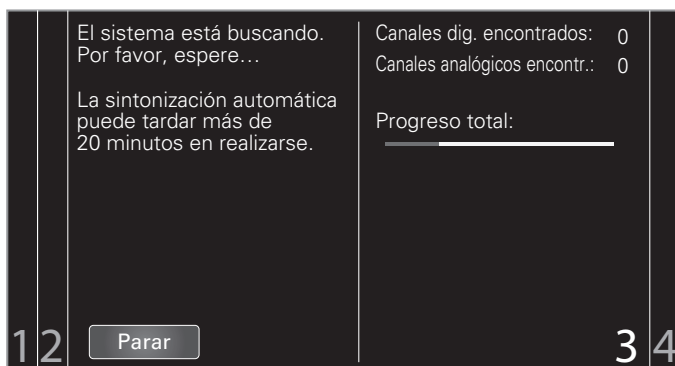 El sistema está buscando.
Por favor, espere…
La sintonización automática
puede tardar más de
20 minutos en realizarse.
Canales dig. encontrados: 0
Canales analógicos encontr.: 0
Progreso total:
1 2
Parar
3 4